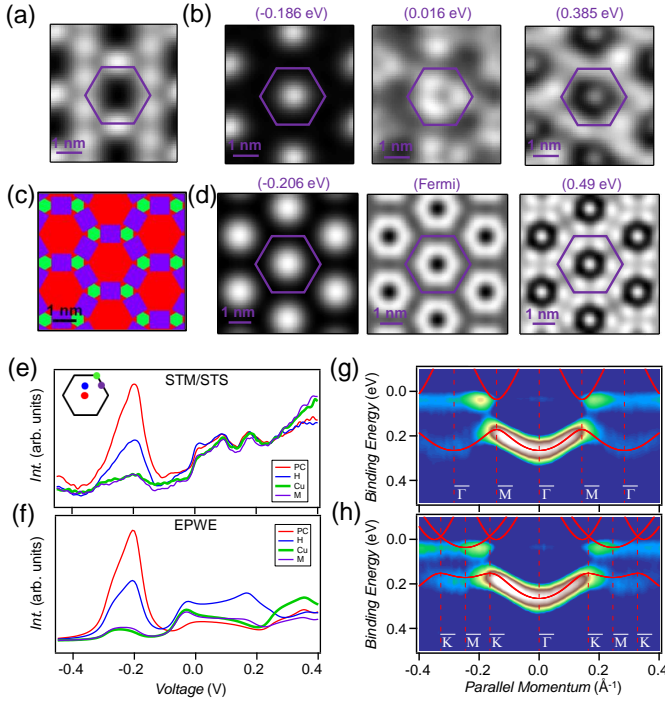 (a)
(b)
(-0.186 eV)
(0.016 eV)
(0.385 eV)
1 nm
1 nm
1 nm
1 nm
(c)
(d)
(-0.206 eV)
(Fermi)
(0.49 eV)
1 nm
1 nm
1 nm
1 nm
(e)
STM/STS
Int. (arb. units)
PC
H
Cu
M
(f)
EPWE
Int. (arb. units)
PC
H
Cu
M
-0.4
-0.2
0.0
0.2
0.4
Voltage (V)
(g)
Binding Energy (eV)
0.0
0.2
0.4
Γ̅ M̅ Γ̅ M̅ Γ̅
(h)
Binding Energy (eV)
0.0
0.2
0.4
K̅ M̅ K̅ Γ̅ K̅ M̅ K̅
-0.4
-0.2
0.0
0.2
0.4
Parallel Momentum (Å⁻¹)